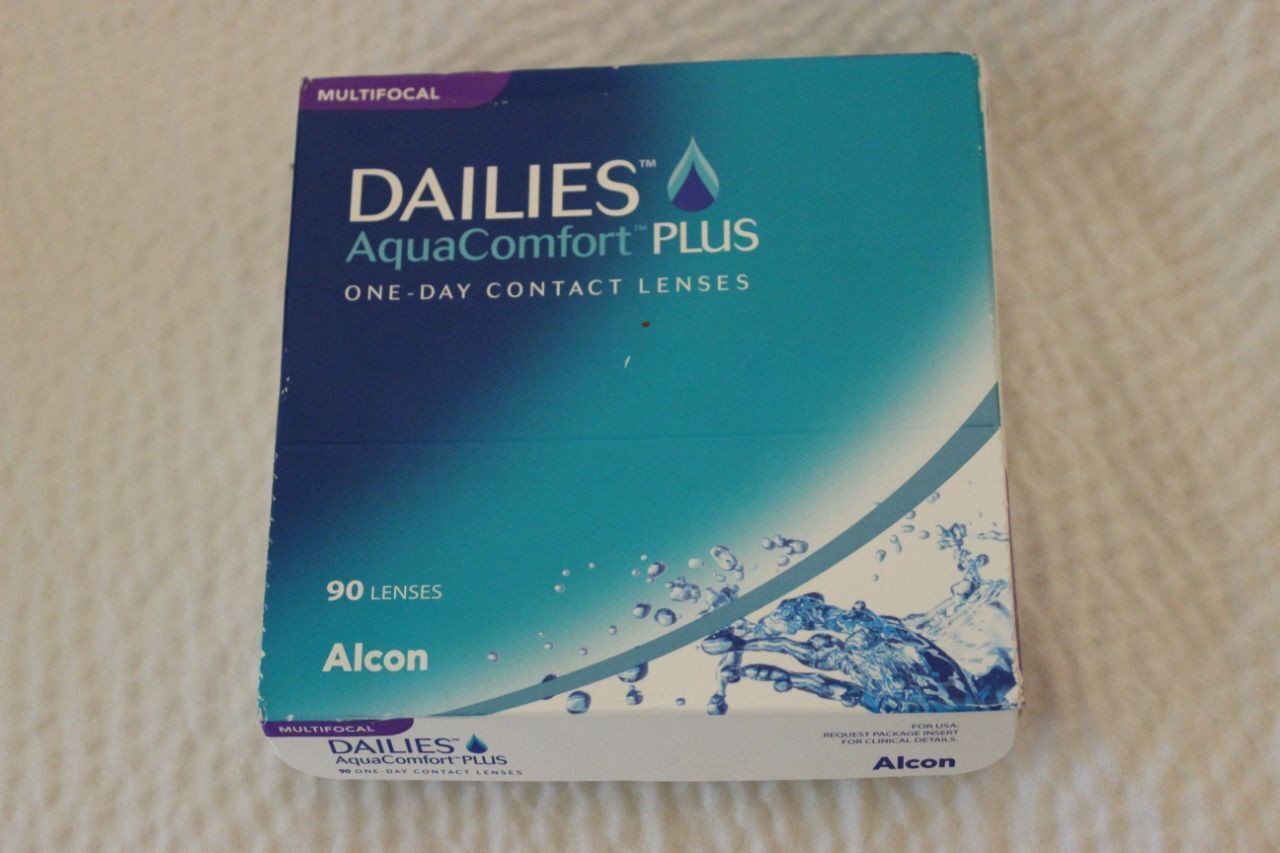 MULTIFOCAL
DAILIES™
AquaComfort™ PLUS
ONE-DAY CONTACT LENSES
90 LENSES
Alcon
MULTIFOCAL
DAILIES™
AquaComfort™ PLUS
90 ONE-DAY CONTACT LENSES
FOR USA:
REQUEST PACKAGE INSERT
FOR CLINICAL DETAILS.
Alcon